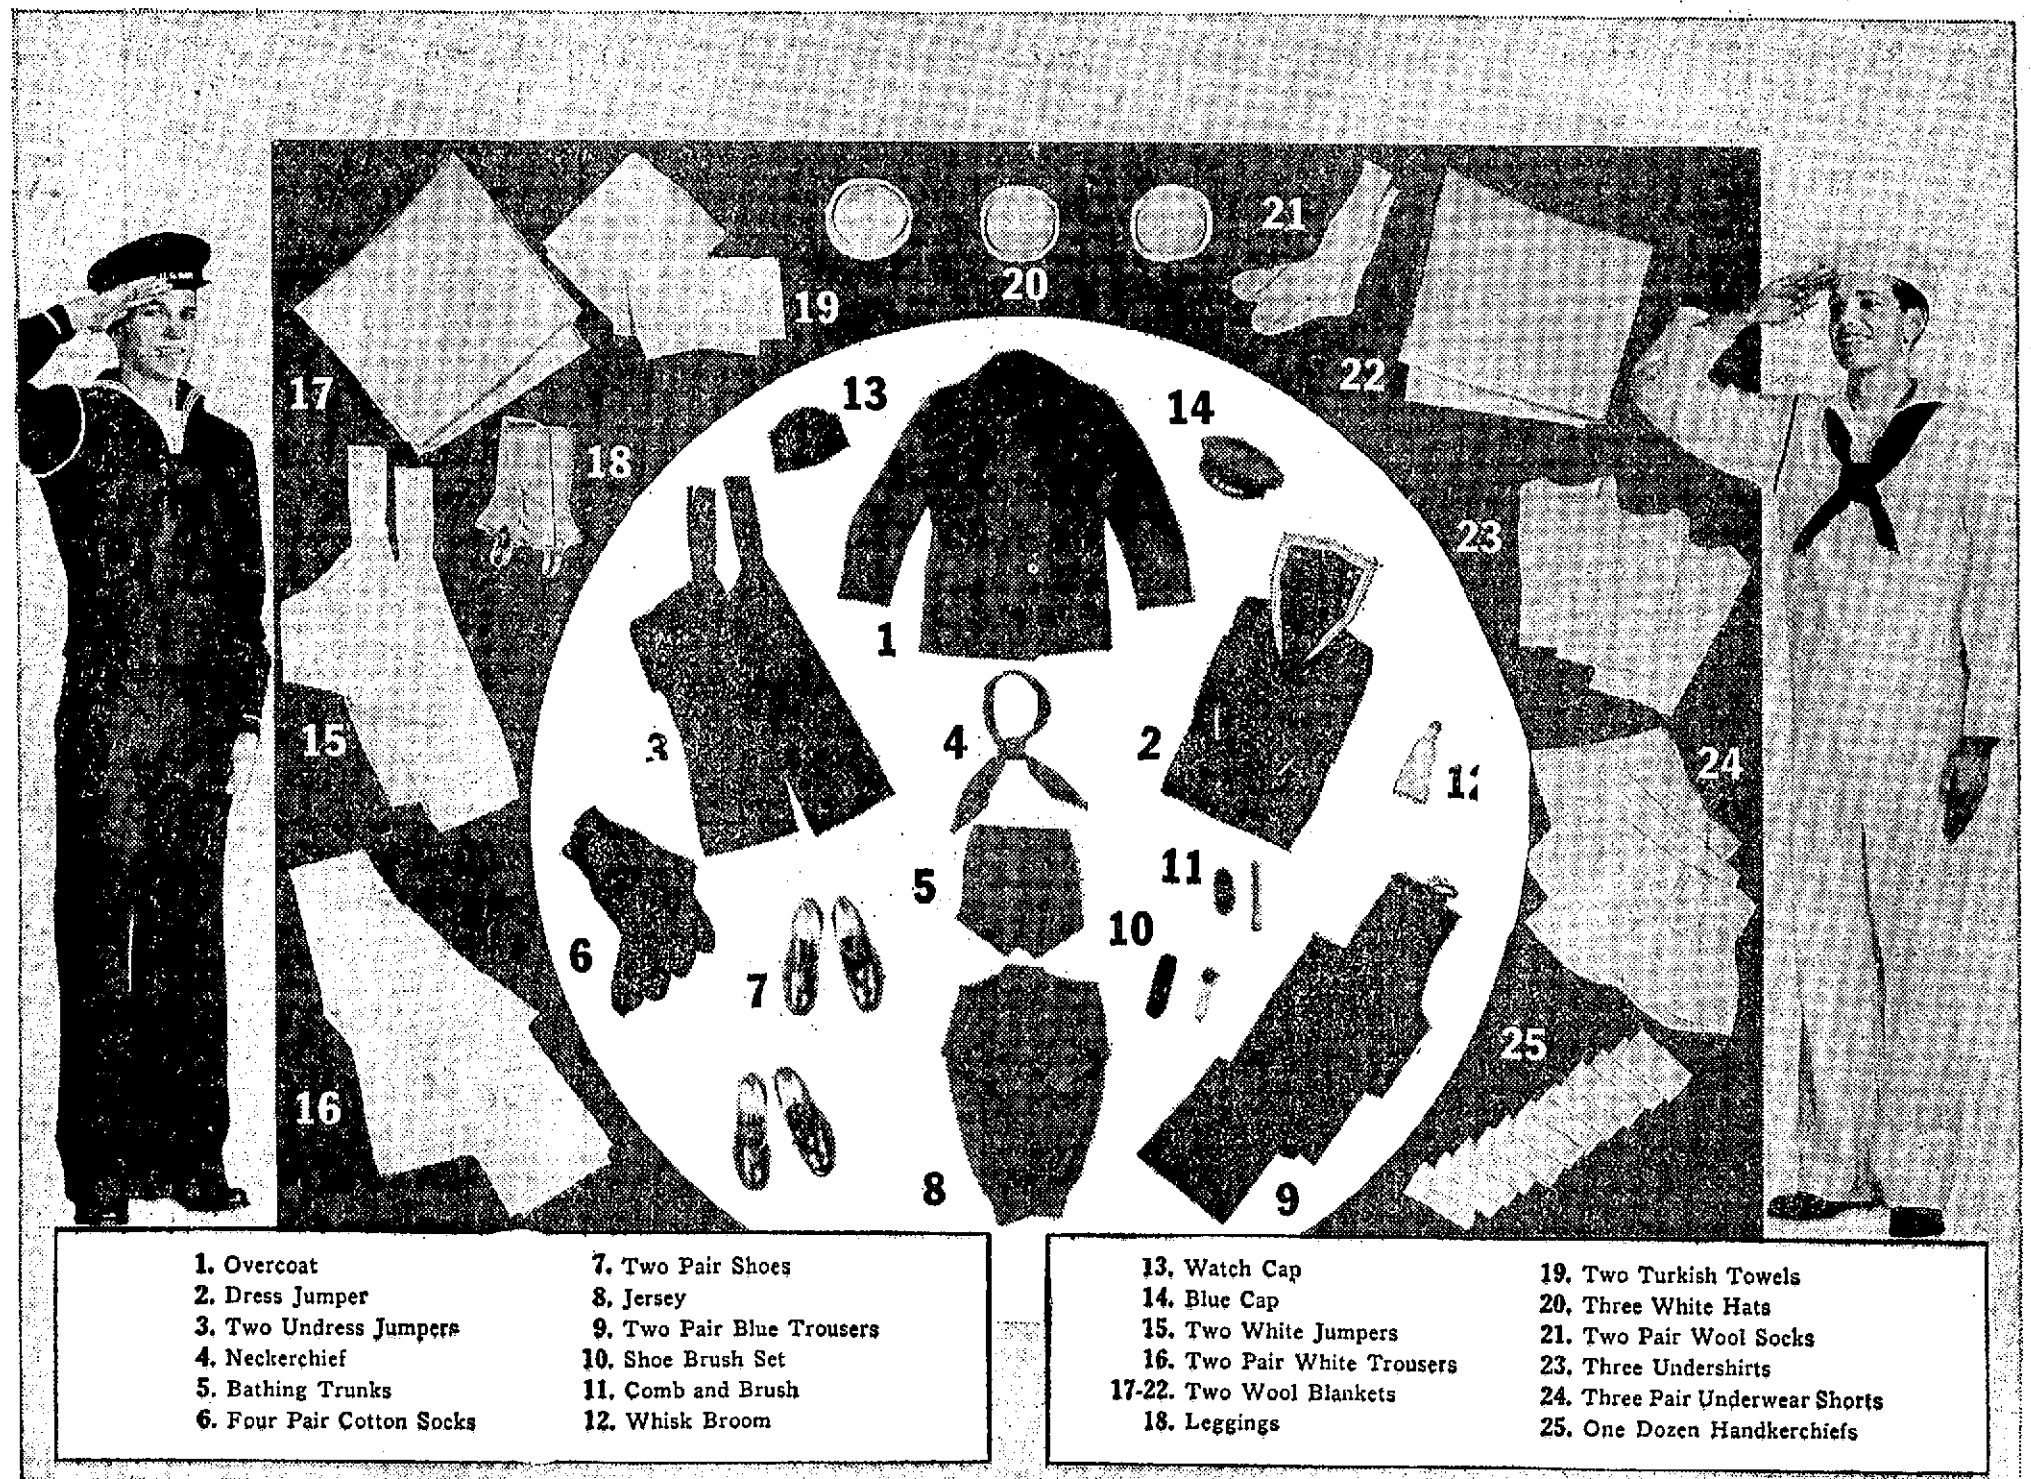 21
20
19
22
17
13
14
18
23
1
15
3
4
2
24
12
11
5
10
6
7
25
16
8
9
1. Overcoat
2. Dress Jumper
3. Two Undress Jumpers
4. Neckerchief
5. Bathing Trunks
6. Four Pair Cotton Socks
7. Two Pair Shoes
8. Jersey
9. Two Pair Blue Trousers
10. Shoe Brush Set
11. Comb and Brush
12. Whisk Broom
13. Watch Cap
14. Blue Cap
15. Two White Jumpers
16. Two Pair White Trousers
17-22. Two Wool Blankets
18. Leggings
19. Two Turkish Towels
20. Three White Hats
21. Two Pair Wool Socks
23. Three Undershirts
24. Three Pair Underwear Shorts
25. One Dozen Handkerchiefs